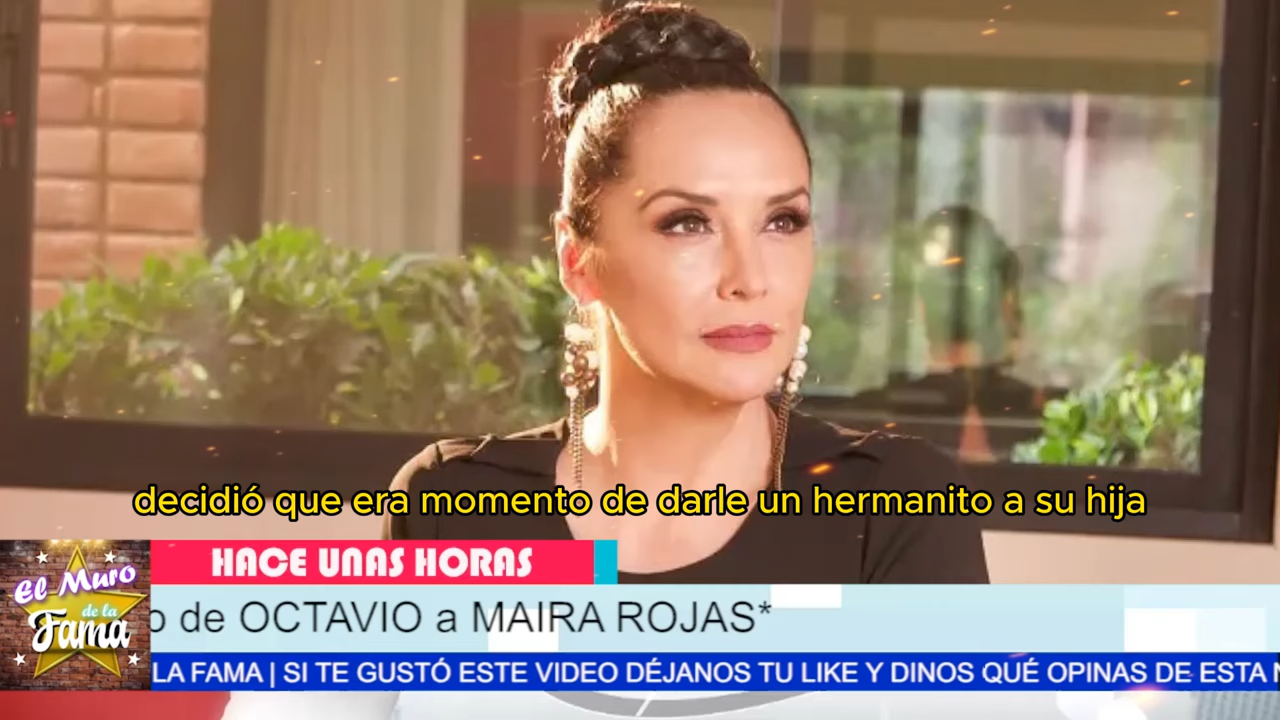 decidió que era momento de darle un hermanito a su hija
HACE UNAS HORAS
El Muro
de la
Fama
o de OCTAVIO a MAIRA ROJAS*
LA FAMA | SI TE GUSTÓ ESTE VIDEO DÉJANOS TU LIKE Y DINOS QUÉ OPINAS DE ESTA